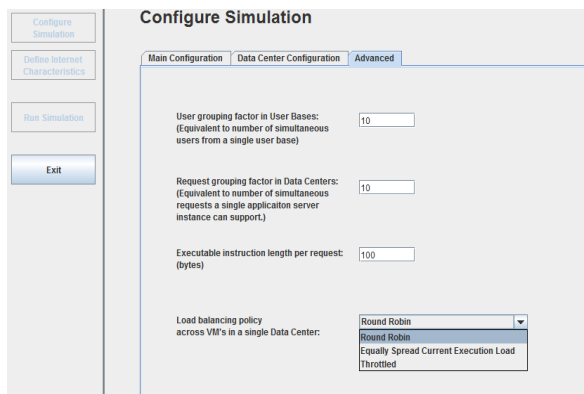 Configure Simulation
Configure
Simulation
Define Internet
Characteristics
Run Simulation
Exit
Main Configuration Data Center Configuration Advanced
User grouping factor in User Bases:
(Equivalent to number of simultaneous
users from a single user base)
10
Request grouping factor in Data Centers:
(Equivalent to number of simultaneous
requests a single applicaiton server
instance can support.)
10
Executable instruction length per request:
(bytes)
100
Load balancing policy
across VM's in a single Data Center:
Round Robin
Round Robin
Equally Spread Current Execution Load
Throttled